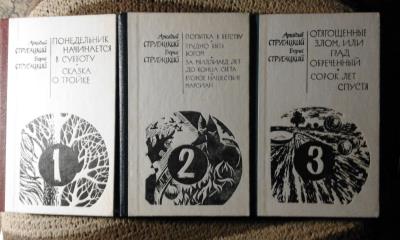 Аркадий
СТРУГАЦКИЙ
Борис
СТРУГАЦКИЙ
ПОНЕДЕЛЬНИК
НАЧИНАЕТСЯ
В СУББОТУ
СКАЗКА
О ТРОЙКЕ
1
Аркадий
СТРУГАЦКИЙ
Борис
СТРУГАЦКИЙ
ПОПЫТКА К БЕГСТВУ
ТРУДНО БЫТЬ
БОГОМ
ЗА МИЛЛИАРД ЛЕТ
ДО КОНЦА СВЕТА
ВТОРОЕ НАШЕСТВИЕ
МАРСИАН
2
Аркадий
СТРУГАЦКИЙ
Борис
СТРУГАЦКИЙ
ОТЯГОЩЕННЫЕ
ЗЛОМ, ИЛИ
ГРАД
ОБРЕЧЕННЫЙ
СОРОК ЛЕТ
СПУСТЯ
3